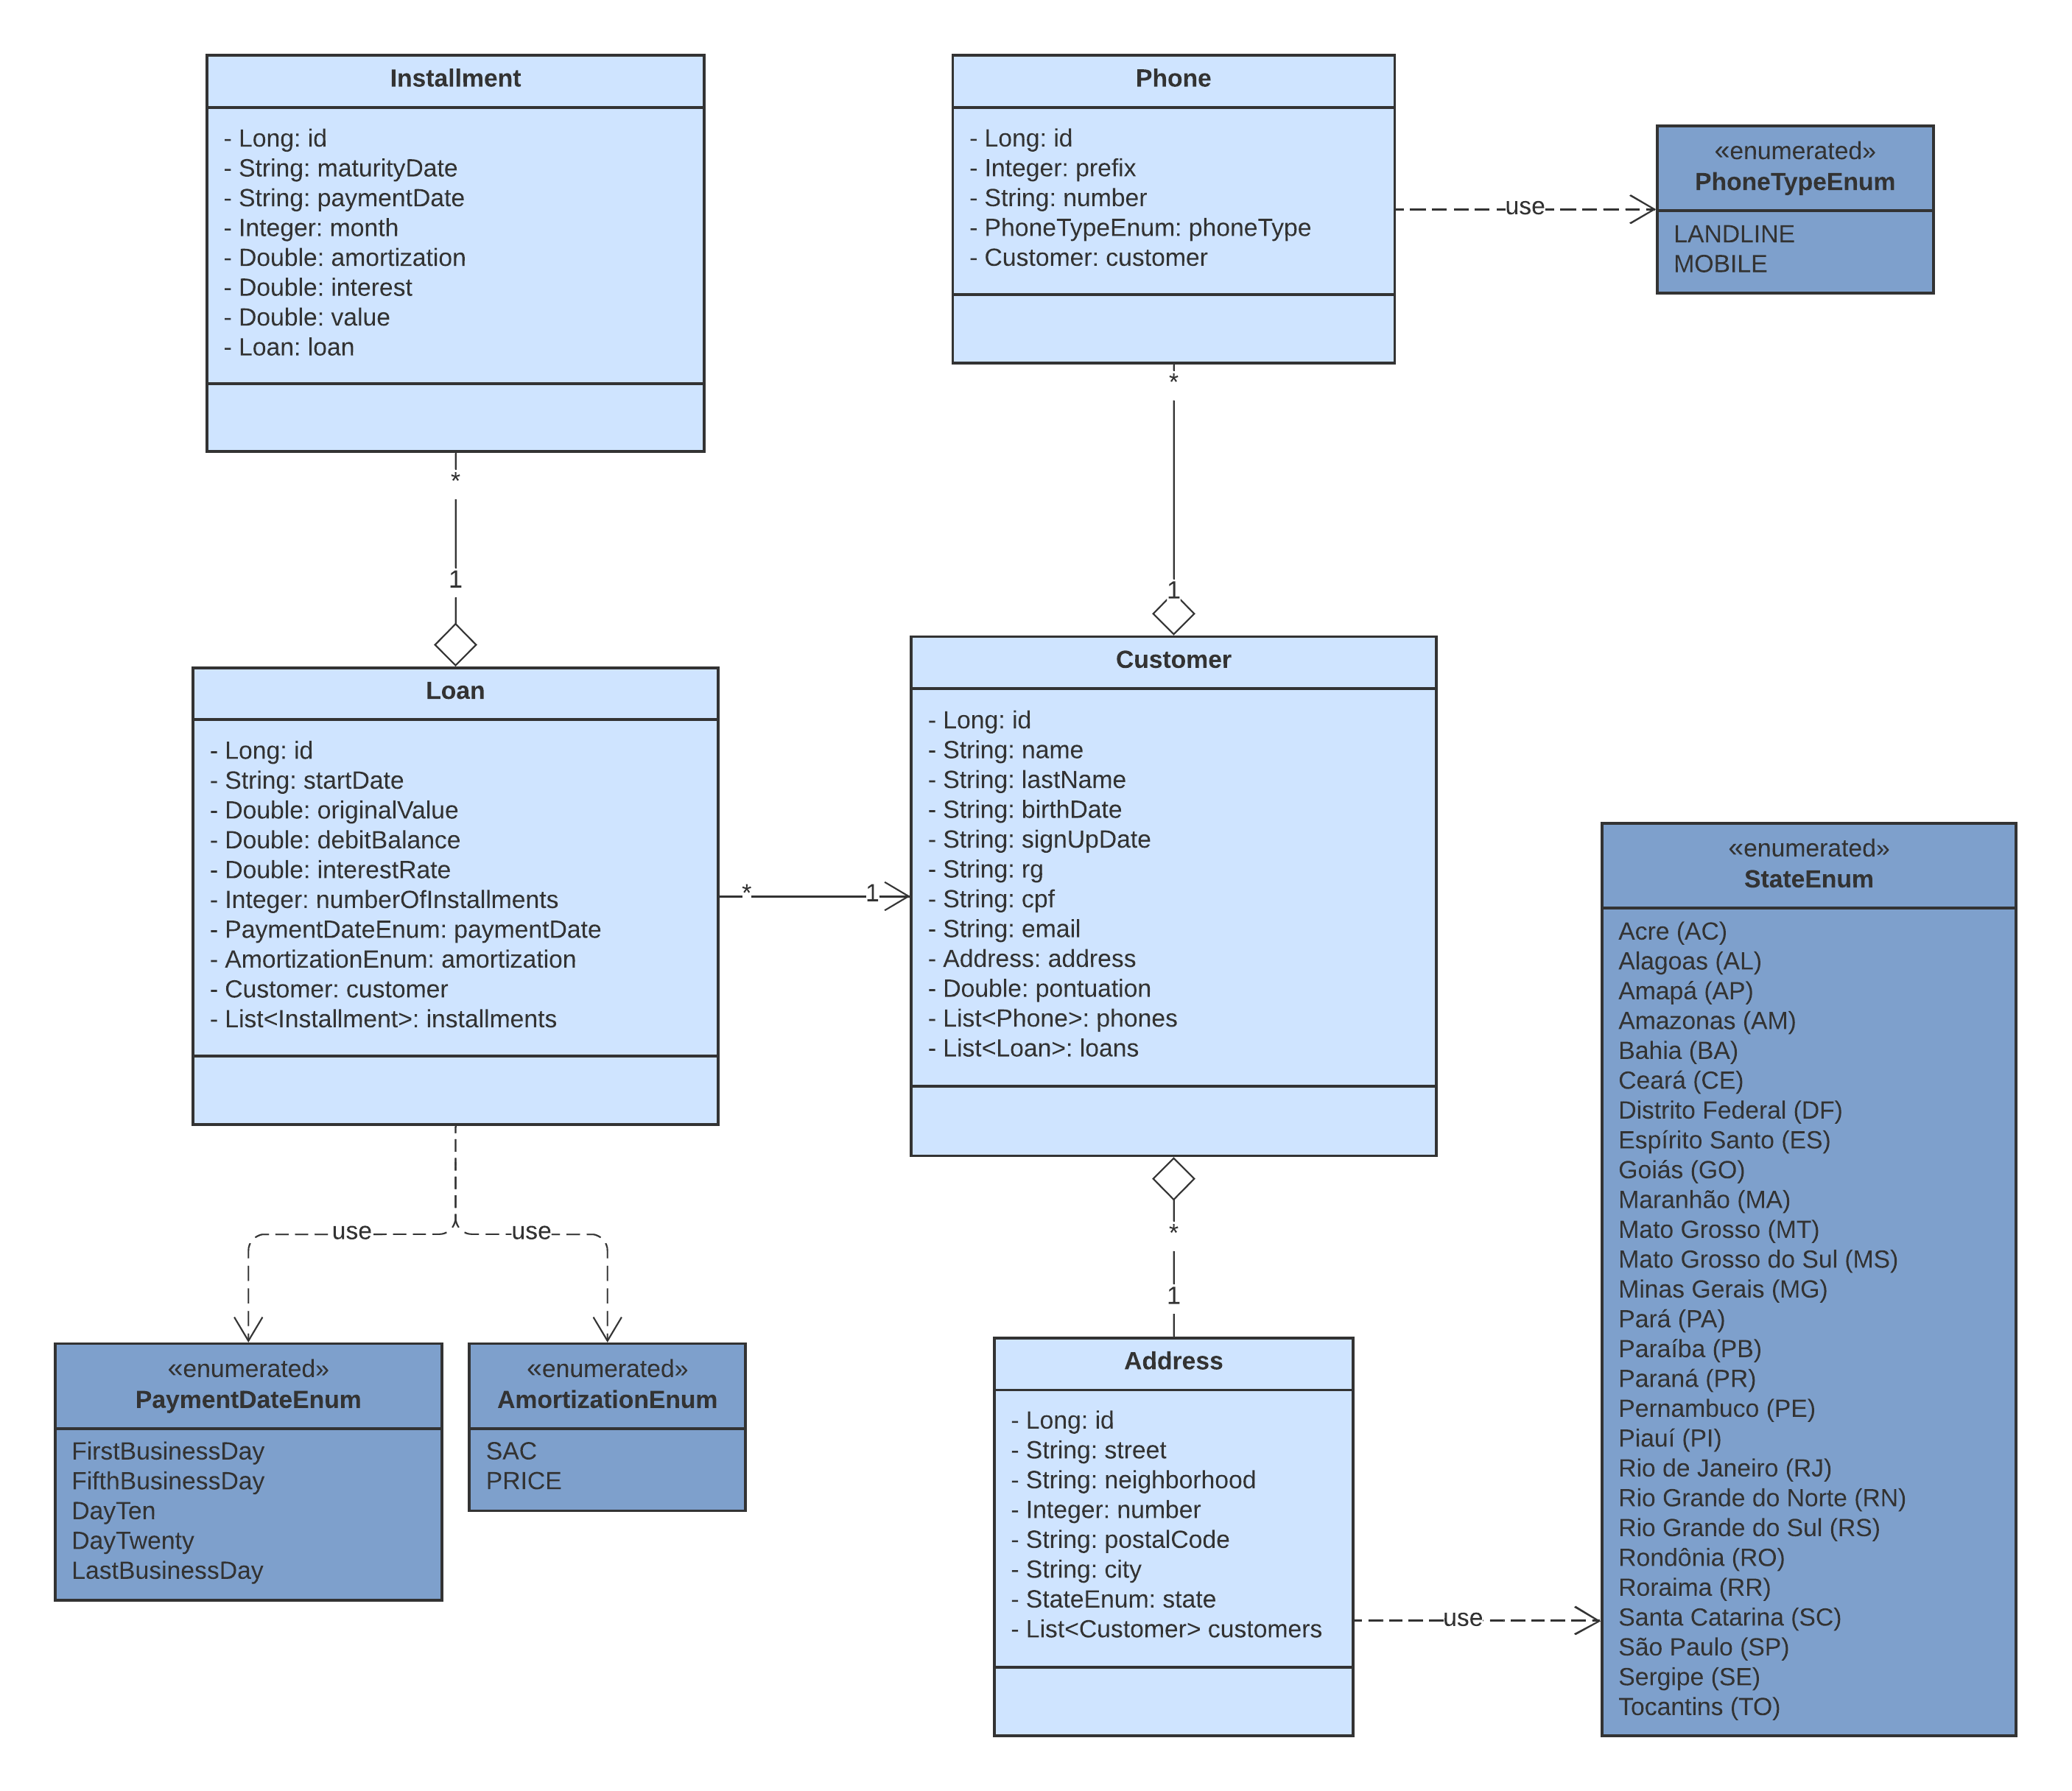 Installment
- Long: id
- String: maturityDate
- String: paymentDate
- Integer: month
- Double: amortization
- Double: interest
- Double: value
- Loan: loan
*
1
Phone
- Long: id
- Integer: prefix
- String: number
- PhoneTypeEnum: phoneType
- Customer: customer
use
«enumerated»
PhoneTypeEnum
LANDLINE
MOBILE
*
1
Loan
- Long: id
- String: startDate
- Double: originalValue
- Double: debitBalance
- Double: interestRate
- Integer: numberOfInstallments
- PaymentDateEnum: paymentDate
- AmortizationEnum: amortization
- Customer: customer
- List<Installment>: installments
* 1
Customer
- Long: id
- String: name
- String: lastName
- String: birthDate
- String: signUpDate
- String: rg
- String: cpf
- String: email
- Address: address
- Double: pontuation
- List<Phone>: phones
- List<Loan>: loans
*
1
use use
«enumerated»
PaymentDateEnum
FirstBusinessDay
FifthBusinessDay
DayTen
DayTwenty
LastBusinessDay
«enumerated»
AmortizationEnum
SAC
PRICE
Address
- Long: id
- String: street
- String: neighborhood
- Integer: number
- String: postalCode
- String: city
- StateEnum: state
- List<Customer> customers
use
«enumerated»
StateEnum
Acre (AC)
Alagoas (AL)
Amapá (AP)
Amazonas (AM)
Bahia (BA)
Ceará (CE)
Distrito Federal (DF)
Espírito Santo (ES)
Goiás (GO)
Maranhão (MA)
Mato Grosso (MT)
Mato Grosso do Sul (MS)
Minas Gerais (MG)
Pará (PA)
Paraíba (PB)
Paraná (PR)
Pernambuco (PE)
Piauí (PI)
Rio de Janeiro (RJ)
Rio Grande do Norte (RN)
Rio Grande do Sul (RS)
Rondônia (RO)
Roraima (RR)
Santa Catarina (SC)
São Paulo (SP)
Sergipe (SE)
Tocantins (TO)